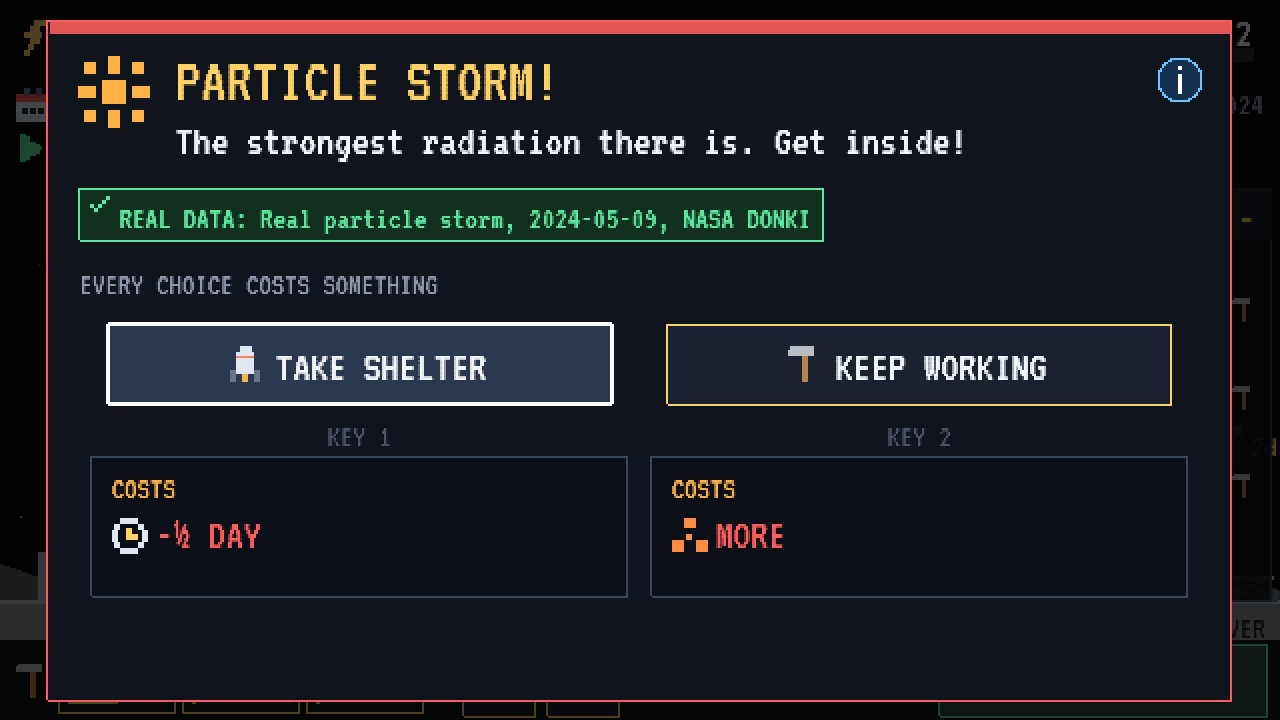 PARTICLE STORM!
i
The strongest radiation there is. Get inside!
REAL DATA: Real particle storm, 2024-05-09, NASA DONKI
EVERY CHOICE COSTS SOMETHING
TAKE SHELTER
KEEP WORKING
KEY 1
KEY 2
COSTS
-½ DAY
COSTS
MORE